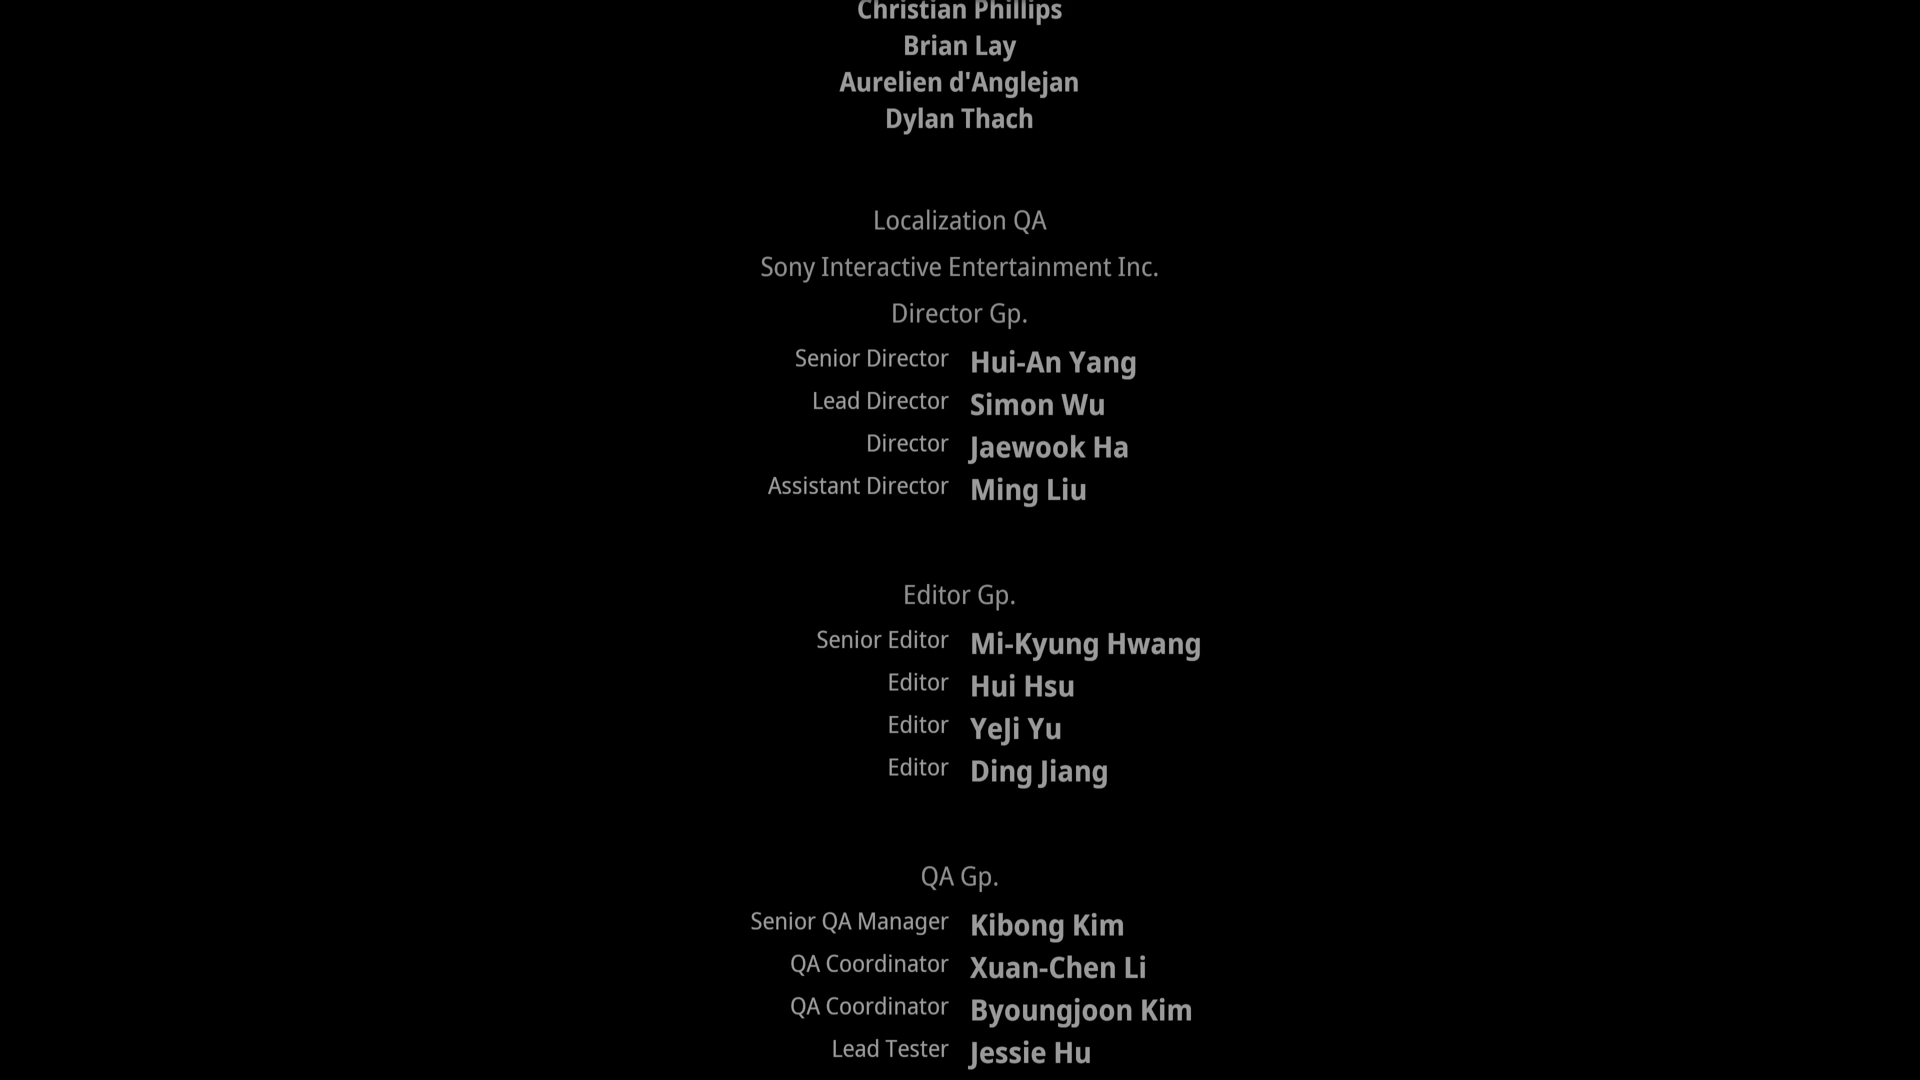 Christian Phillips
Brian Lay
Aurelien d'Anglejan
Dylan Thach
Localization QA
Sony Interactive Entertainment Inc.
Director Gp.
Senior Director Hui-An Yang
Lead Director Simon Wu
Director Jaewook Ha
Assistant Director Ming Liu
Editor Gp.
Senior Editor Mi-Kyung Hwang
Editor Hui Hsu
Editor YeJi Yu
Editor Ding Jiang
QA Gp.
Senior QA Manager Kibong Kim
QA Coordinator Xuan-Chen Li
QA Coordinator Byoungjoon Kim
Lead Tester Jessie Hu